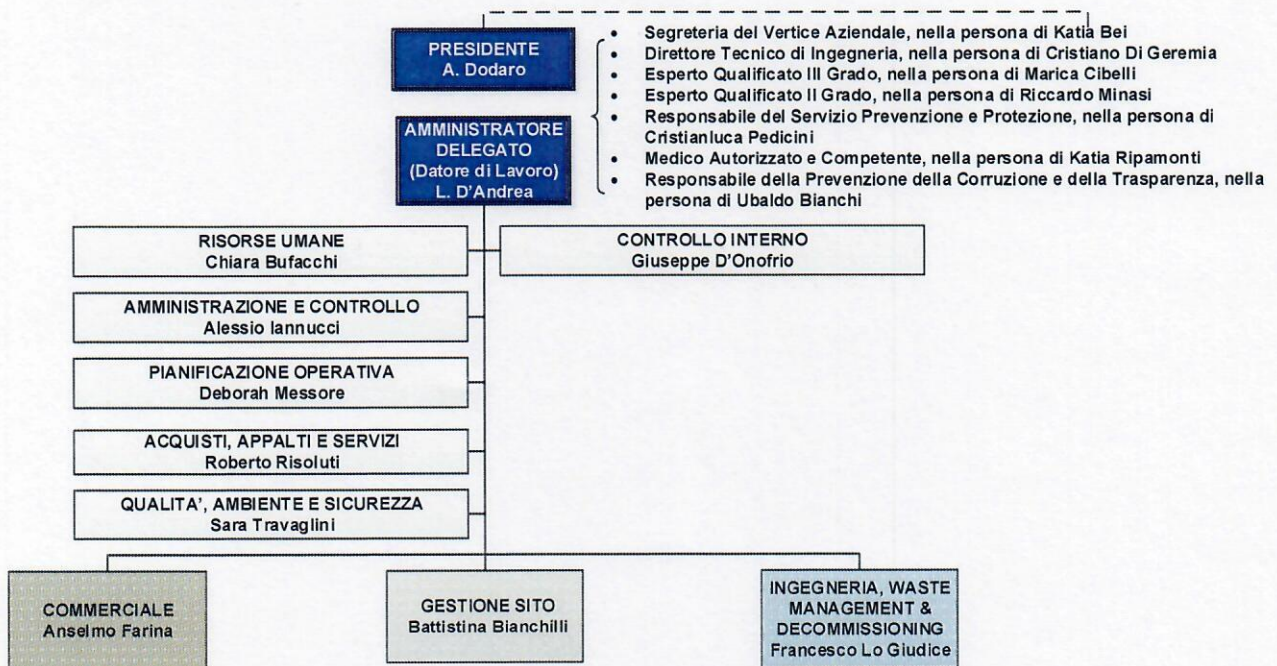 PRESIDENTE
A. Dodaro
AMMINISTRATORE
DELEGATO
(Datore di Lavoro)
L. D'Andrea
• Segreteria del Vertice Aziendale, nella persona di Katia Bei
• Direttore Tecnico di Ingegneria, nella persona di Cristiano Di Geremia
• Esperto Qualificato III Grado, nella persona di Marica Cibelli
• Esperto Qualificato II Grado, nella persona di Riccardo Minasi
• Responsabile del Servizio Prevenzione e Protezione, nella persona di
Cristianluca Pedicini
• Medico Autorizzato e Competente, nella persona di Katia Ripamonti
• Responsabile della Prevenzione della Corruzione e della Trasparenza, nella
persona di Ubaldo Bianchi
RISORSE UMANE
Chiara Bufacchi
CONTROLLO INTERNO
Giuseppe D'Onofrio
AMMINISTRAZIONE E CONTROLLO
Alessio Iannucci
PIANIFICAZIONE OPERATIVA
Deborah Messore
ACQUISTI, APPALTI E SERVIZI
Roberto Risoluti
QUALITA', AMBIENTE E SICUREZZA
Sara Travaglini
COMMERCIALE
Anselmo Farina
GESTIONE SITO
Battistina Bianchilli
INGEGNERIA, WASTE
MANAGEMENT &
DECOMMISSIONING
Francesco Lo Giudice